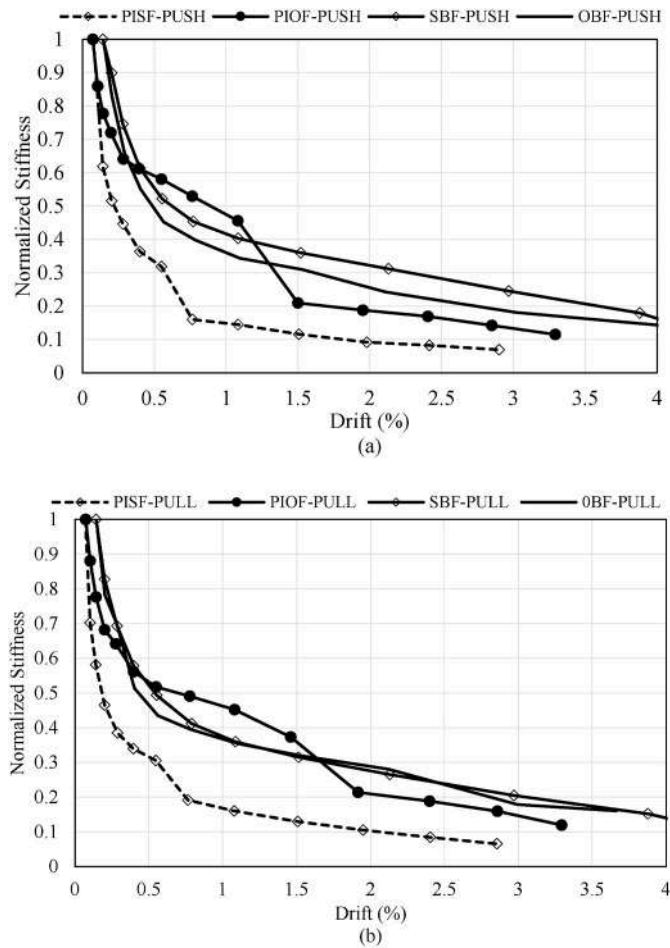 PISF-PUSH PIOF-PUSH SBF-PUSH OBF-PUSH
1
0.9
0.8
0.7
0.6
0.5
0.4
0.3
0.2
0.1
0
Normalized Stiffness
0 0.5 1 1.5 2 2.5 3 3.5 4
Drift (%)
(a)
PISF-PULL PIOF-PULL SBF-PULL 0BF-PULL
1
0.9
0.8
0.7
0.6
0.5
0.4
0.3
0.2
0.1
0
Normalized Stiffness
0 0.5 1 1.5 2 2.5 3 3.5 4
Drift (%)
(b)